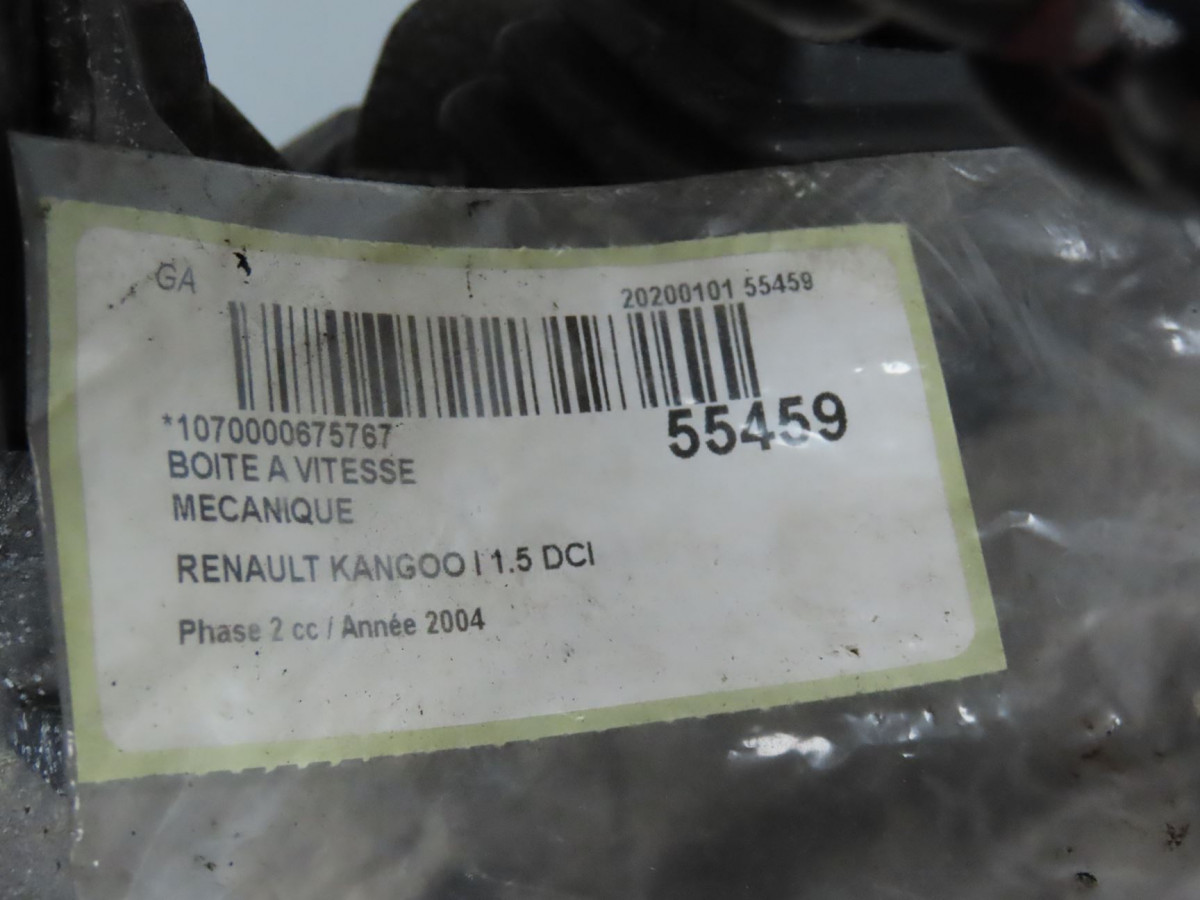 GA
20200101 55459
*1070000675767
55459
BOITE A VITESSE
MECANIQUE
RENAULT KANGOO I 1.5 DCI
Phase 2 cc / Année 2004